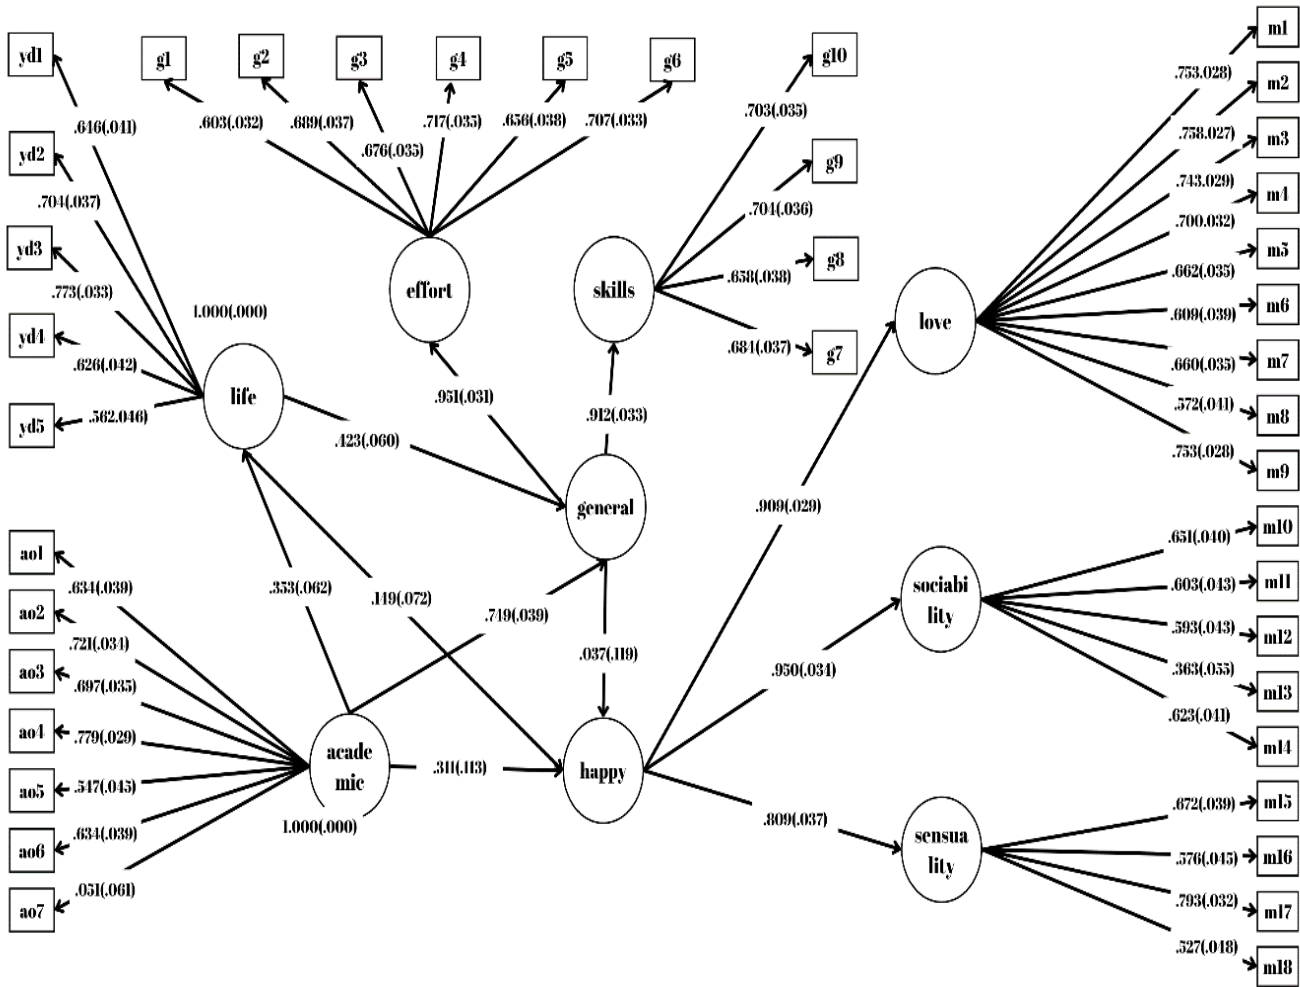 yd1
g1
g2
g3
g4
g5
g6
g10
m1
.646(.041)
.603(.032)
.689(.037)
.676(.035)
.717(.035)
.656(.038)
.707(.033)
.703(.035)
.753.028)
m2
yd2
g9
.758.027)
m3
.704(.037)
.704(.036)
.743.029)
m4
yd3
g8
.700.032)
m5
.773(.033)
1.000(.000)
effort
skills
.658(.038)
.662(.035)
m6
yd4
love
.609(.039)
m7
.626(.042)
g7
.684(.037)
.660(.035)
m8
life
.951(.031)
.912(.033)
.572(.041)
m9
yd5
.562.046)
.423(.060)
.753(.028)
general
.909(.029)
m10
.651(.040)
ao1
.634(.039)
.353(.062)
.149(.072)
.749(.039)
sociabi
lity
m11
.603(.043)
ao2
.721(.034)
m12
.593(.043)
ao3
.697(.035)
.037(.119)
.950(.034)
m13
.363(.055)
ao4
.779(.029)
m14
.623(.041)
acade
mic
.311(.113)
happy
ao5
.547(.045)
m15
.672(.039)
1.000(.000)
.809(.037)
sensua
lity
ao6
.634(.039)
m16
.576(.045)
ao7
.051(.061)
m17
.793(.032)
m18
.527(.048)